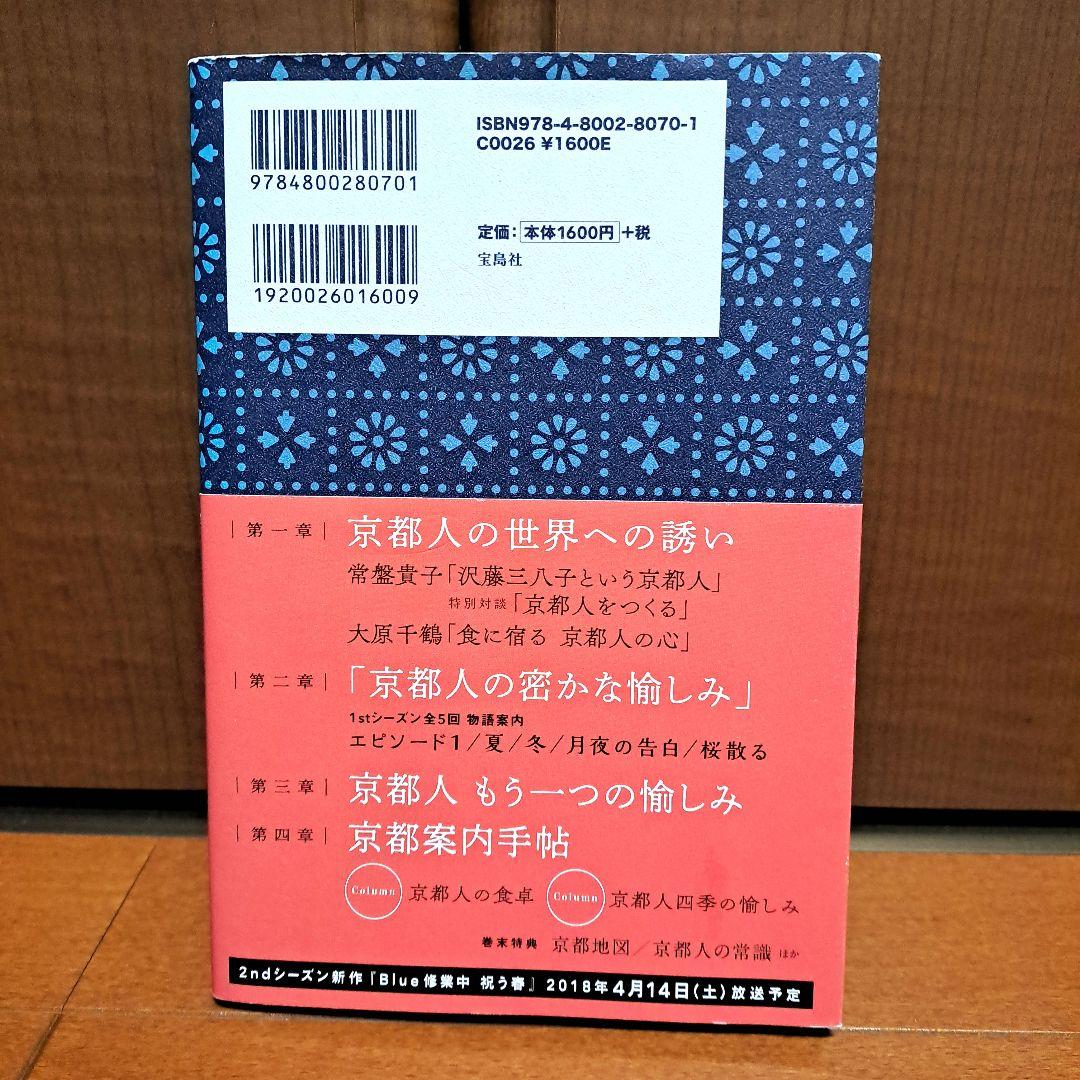 ISBN978-4-8002-8070-1
C0026 ¥1600E
9784800280701
定価：本体1600円＋税
宝島社
1920026016009
第一章 京都人の世界への誘い
常盤貴子「沢藤三八子という京都人」
特別対談「京都人をつくる」
大原千鶴「食に宿る 京都人の心」
第二章 「京都人の密かな愉しみ」
1stシーズン全5回 物語案内
エピソード1／夏／冬／月夜の告白／桜散る
第三章 京都人 もう一つの愉しみ
第四章 京都案内手帖
Column 京都人の食卓 Column 京都人四季の愉しみ
巻末特典 京都地図／京都人の常識 ほか
2ndシーズン新作『Blue修業中 祝う春』2018年4月14日（土）放送予定